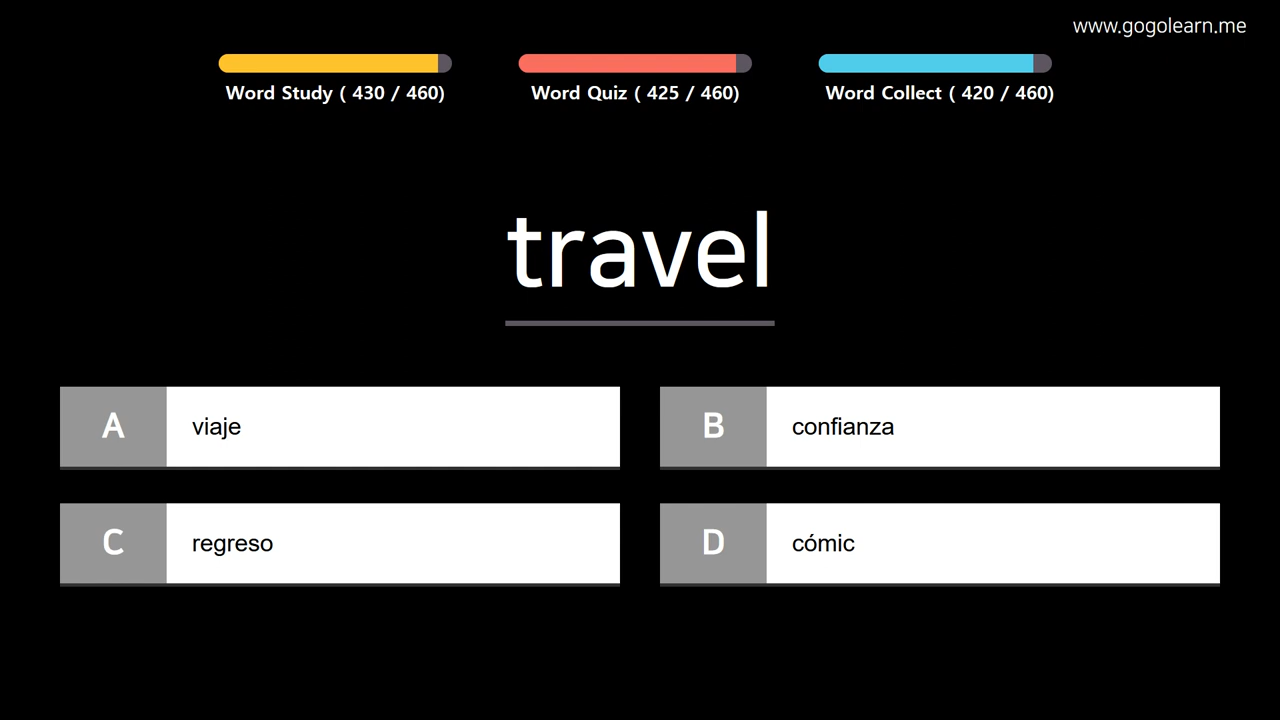 www.gogolearn.me
Word Study ( 430 / 460)
Word Quiz ( 425 / 460)
Word Collect ( 420 / 460)
travel
A viaje
B confianza
C regreso
D cómic